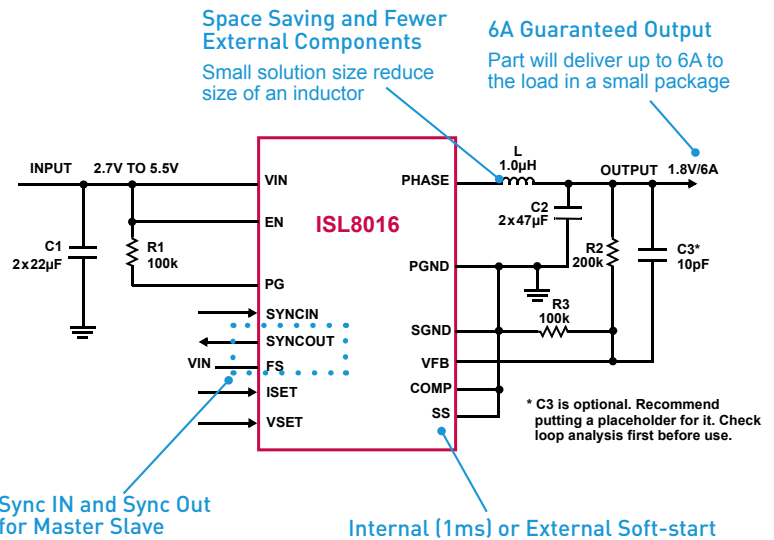 Space Saving and Fewer
External Components
Small solution size reduce
size of an inductor
6A Guaranteed Output
Part will deliver up to 6A to
the load in a small package
INPUT
2.7V TO 5.5V
VIN
EN
PG
SYNCIN
SYNCOUT
FS
ISET
VSET
ISL8016
PHASE
PGND
SGND
VFB
COMP
SS
C1
2x22µF
R1
100k
VIN
L
1.0µH
C2
2x47µF
OUTPUT
1.8V/6A
R2
200k
C3*
10pF
R3
100k
* C3 is optional. Recommend
putting a placeholder for it. Check
loop analysis first before use.
Sync IN and Sync Out
for Master Slave
Internal (1ms) or External Soft-start